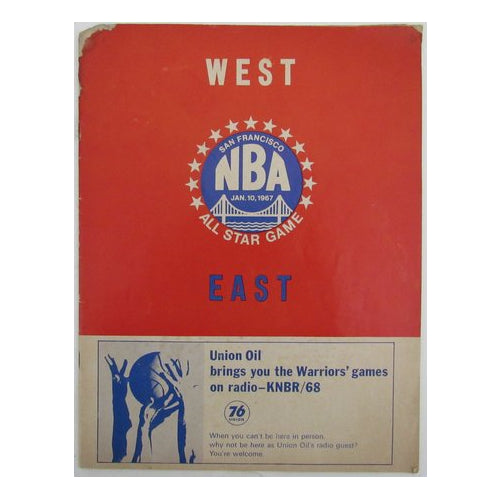 WEST
SAN FRANCISCO
NBA
JAN. 10, 1967
ALL STAR GAME
EAST
Union Oil
brings you the Warriors' games
on radio–KNBR/68
76
UNION
When you can't be here in person,
why not be here as Union Oil's radio guest?
You're welcome.